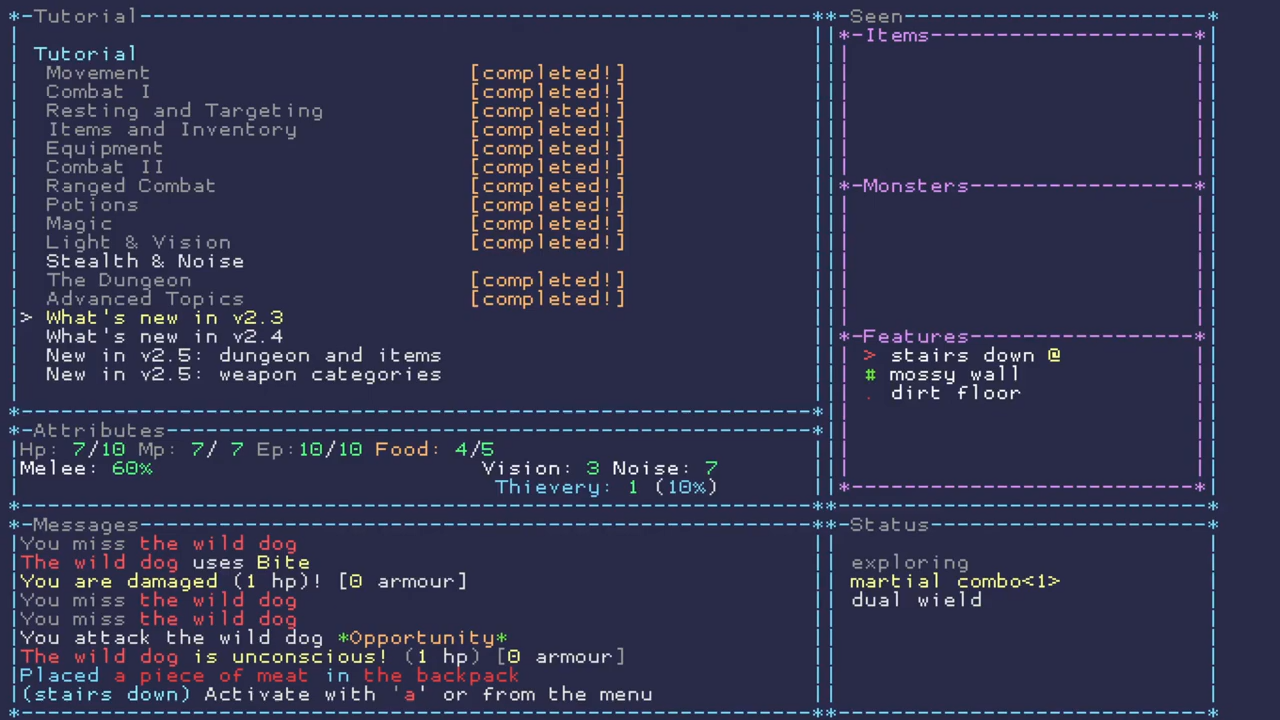 Tutorial
Tutorial
Movement [completed!]
Combat I [completed!]
Resting and Targeting [completed!]
Items and Inventory [completed!]
Equipment [completed!]
Combat II [completed!]
Ranged Combat [completed!]
Potions [completed!]
Magic [completed!]
Light & Vision [completed!]
Stealth & Noise
The Dungeon [completed!]
Advanced Topics [completed!]
> What's new in v2.3
What's new in v2.4
New in v2.5: dungeon and items
New in v2.5: weapon categories
Attributes
Hp: 7/10 Mp: 7/ 7 Ep:10/10 Food: 4/5
Melee: 60% Vision: 3 Noise: 7
Thievery: 1 (10%)
Messages
You miss the wild dog
The wild dog uses Bite
You are damaged (1 hp)! [0 armour]
You miss the wild dog
You miss the wild dog
You attack the wild dog *Opportunity*
The wild dog is unconscious! (1 hp) [0 armour]
Placed a piece of meat in the backpack
(stairs down) Activate with 'a' or from the menu
Seen
Items
Monsters
Features
> stairs down @
# mossy wall
. dirt floor
Status
exploring
martial combo<1>
dual wield